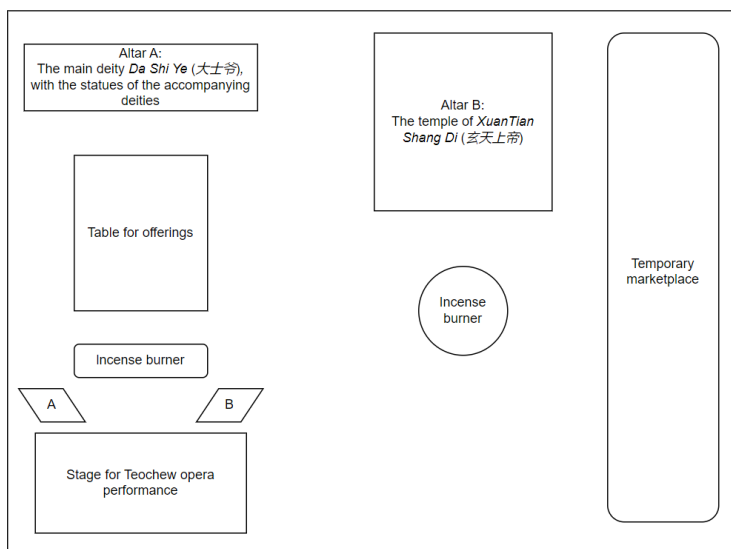 Altar A:
The main deity Da Shi Ye (大士爷),
with the statues of the accompanying
deities
Altar B:
The temple of XuanTian
Shang Di (玄天上帝)
Table for offerings
Temporary
marketplace
Incense
burner
Incense burner
A
B
Stage for Teochew opera
performance